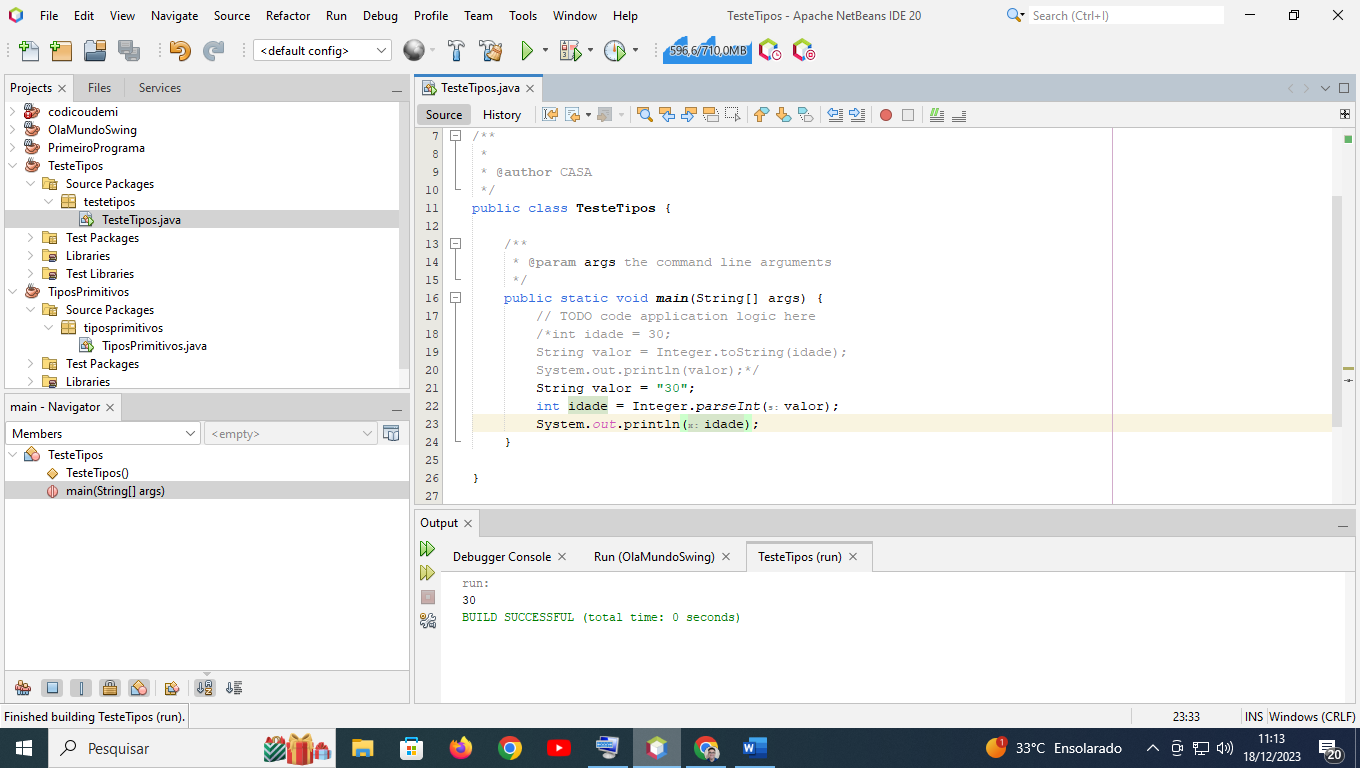 File Edit View Navigate Source Refactor Run Debug Profile Team Tools Window Help
TesteTipos - Apache NetBeans IDE 20
Search (Ctrl+I)
<default config>
596,6/710,0MB
Projects
Files
Services
codicoudemi
OlaMundoSwing
PrimeiroPrograma
TesteTipos
Source Packages
testetipos
TesteTipos.java
Test Packages
Libraries
Test Libraries
TiposPrimitivos
Source Packages
tiposprimitivos
TiposPrimitivos.java
Test Packages
Libraries
main - Navigator
Members
<empty>
TesteTipos
TesteTipos()
main(String[] args)
TesteTipos.java
Source History
7 /**
8 *
9 * @author CASA
10 */
11 public class TesteTipos {
12
13 /**
14 * @param args the command line arguments
15 */
16 public static void main(String[] args) {
17 // TODO code application logic here
18 /*int idade = 30;
19 String valor = Integer.toString(idade);
20 System.out.println(valor);*/
21 String valor = "30";
22 int idade = Integer.parseInt(s: valor);
23 System.out.println(x: idade);
24 }
25
26 }
27
Output
Debugger Console
Run (OlaMundoSwing)
TesteTipos (run)
run:
30
BUILD SUCCESSFUL (total time: 0 seconds)
Finished building TesteTipos (run).
23:33
INS
Windows (CRLF)
Pesquisar
1
33°C Ensolarado
11:13
18/12/2023
20